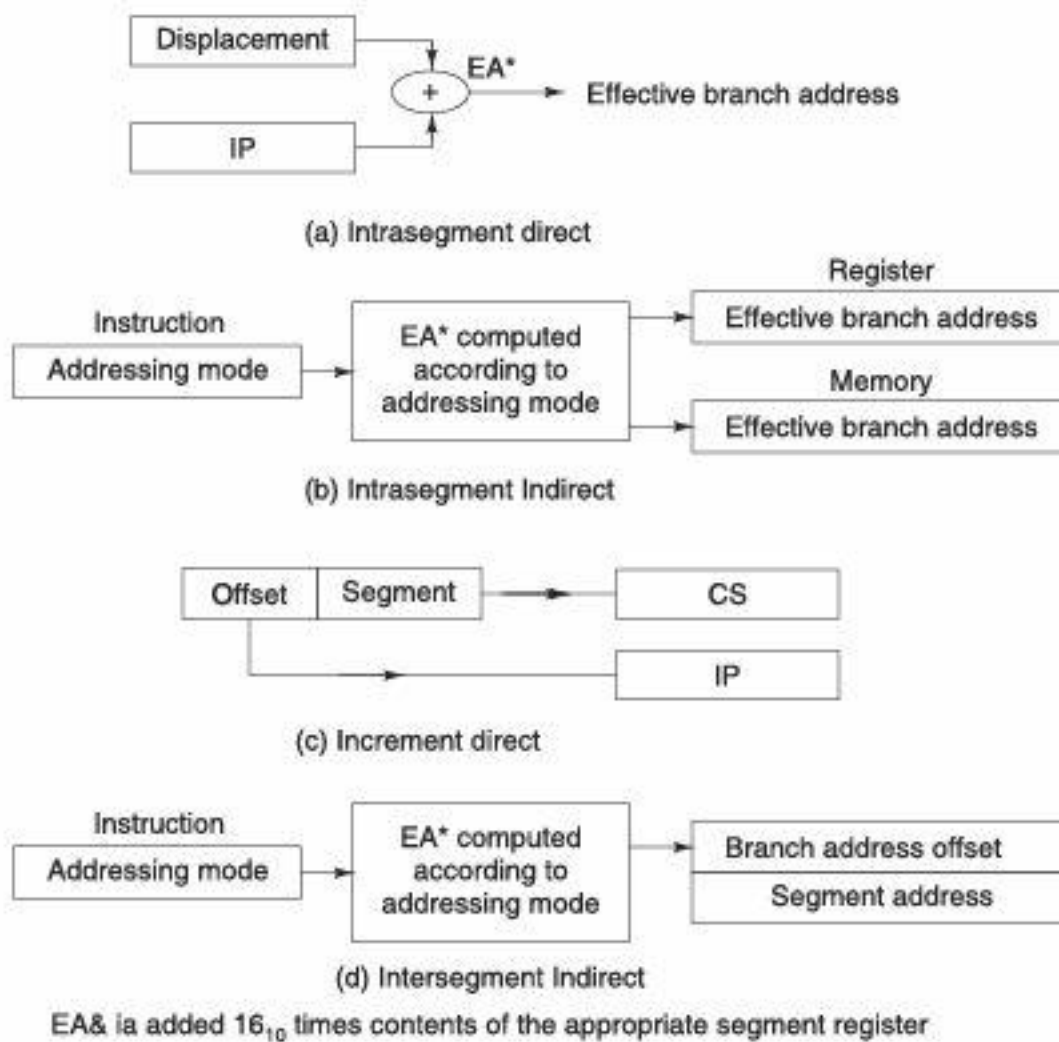 Displacement
EA*
+
Effective branch address
IP
(a) Intrasegment direct
Register
Instruction
Effective branch address
Addressing mode
EA* computed
according to
addressing mode
Memory
Effective branch address
(b) Intrasegment Indirect
Offset
Segment
CS
IP
(c) Increment direct
Instruction
Addressing mode
EA* computed
according to
addressing mode
Branch address offset
Segment address
(d) Intersegment Indirect
EA& ia added 16₁₀ times contents of the appropriate segment register